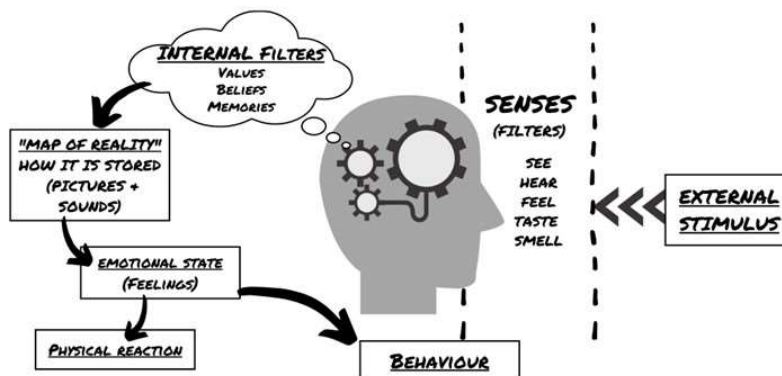 INTERNAL FILTERS
VALUES
BELIEFS
MEMORIES
"MAP OF REALITY"
HOW IT IS STORED
(PICTURES +
SOUNDS)
EMOTIONAL STATE
(FEELINGS)
PHYSICAL REACTION
BEHAVIOUR
SENSES
(FILTERS)
SEE
HEAR
FEEL
TASTE
SMELL
EXTERNAL
STIMULUS